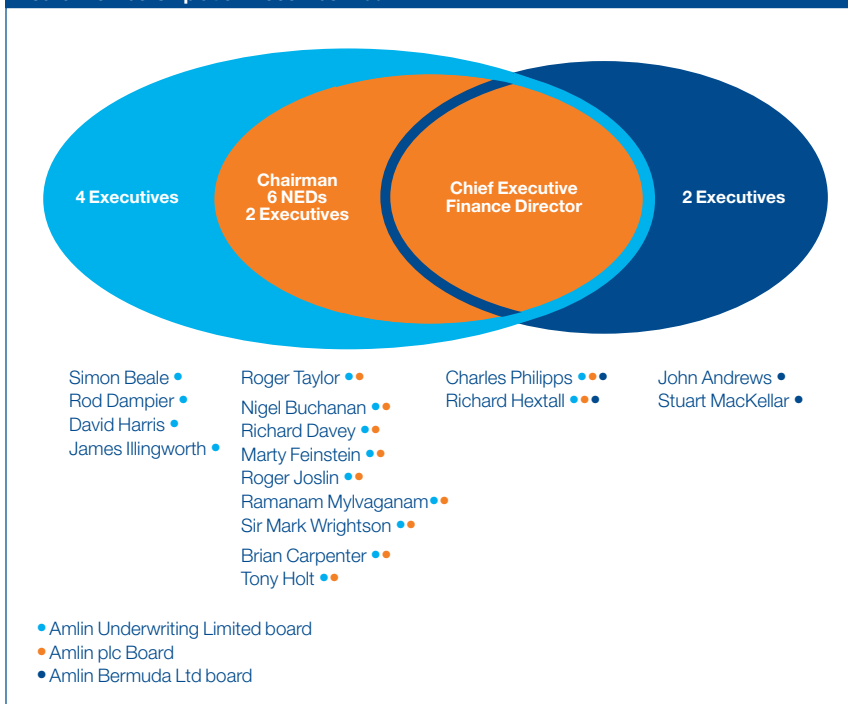 4 Executives
Chairman
6 NEDs
2 Executives
Chief Executive
Finance Director
2 Executives
Simon Beale
Rod Dampier
David Harris
James Illingworth
Roger Taylor
Nigel Buchanan
Richard Davey
Marty Feinstein
Roger Joslin
Ramanam Mylvaganam
Sir Mark Wrightson
Brian Carpenter
Tony Holt
Charles Philipps
Richard Hextall
John Andrews
Stuart MacKellar
Amlin Underwriting Limited board
Amlin plc Board
Amlin Bermuda Ltd board